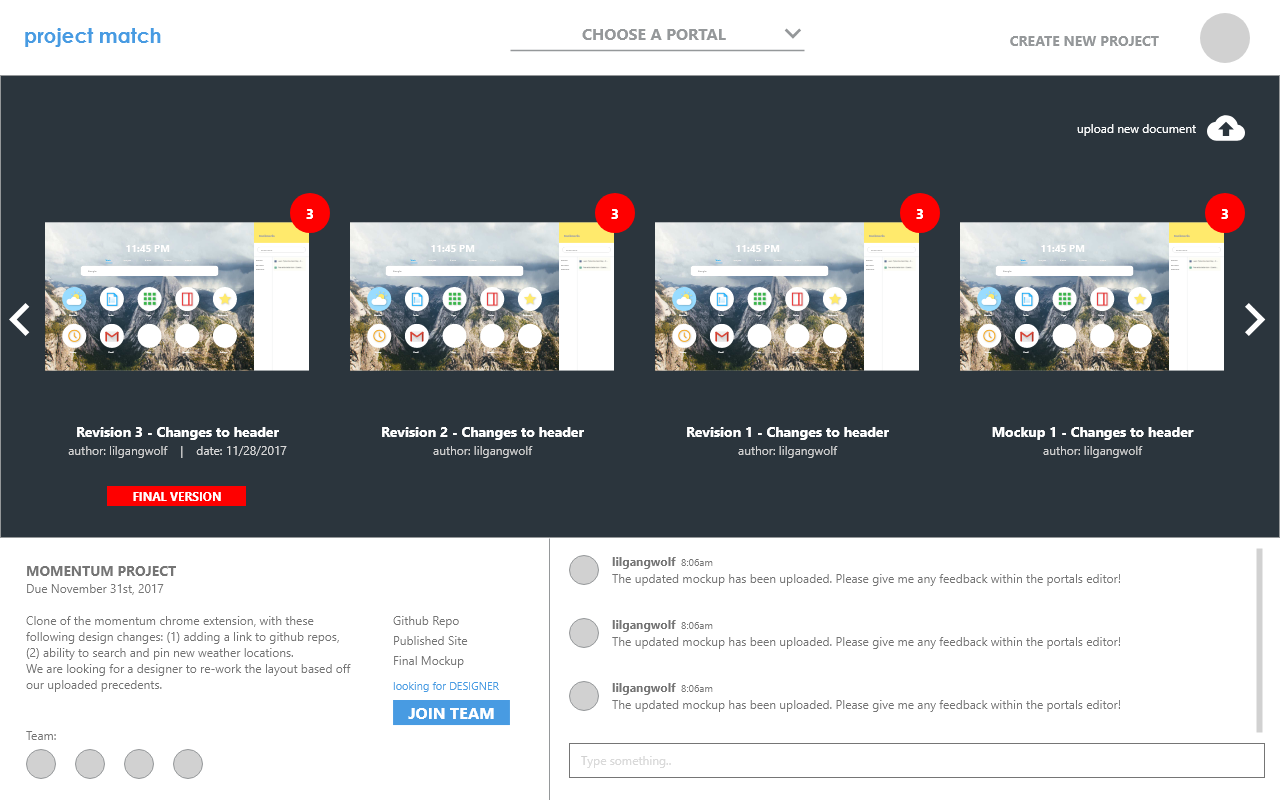 project match
CHOOSE A PORTAL
CREATE NEW PROJECT
upload new document
3
3
3
3
11:45 PM
11:45 PM
11:45 PM
11:45 PM
Revision 3 - Changes to header
author: lilgangwolf | date: 11/28/2017
FINAL VERSION
Revision 2 - Changes to header
author: lilgangwolf
Revision 1 - Changes to header
author: lilgangwolf
Mockup 1 - Changes to header
author: lilgangwolf
MOMENTUM PROJECT
Due November 31st, 2017
Clone of the momentum chrome extension, with these
following design changes: (1) adding a link to github repos,
(2) ability to search and pin new weather locations.
We are looking for a designer to re-work the layout based off
our uploaded precedents.
Github Repo
Published Site
Final Mockup
looking for DESIGNER
JOIN TEAM
Team:
lilgangwolf 8:06am
The updated mockup has been uploaded. Please give me any feedback within the portals editor!
lilgangwolf 8:06am
The updated mockup has been uploaded. Please give me any feedback within the portals editor!
lilgangwolf 8:06am
The updated mockup has been uploaded. Please give me any feedback within the portals editor!
Type something..